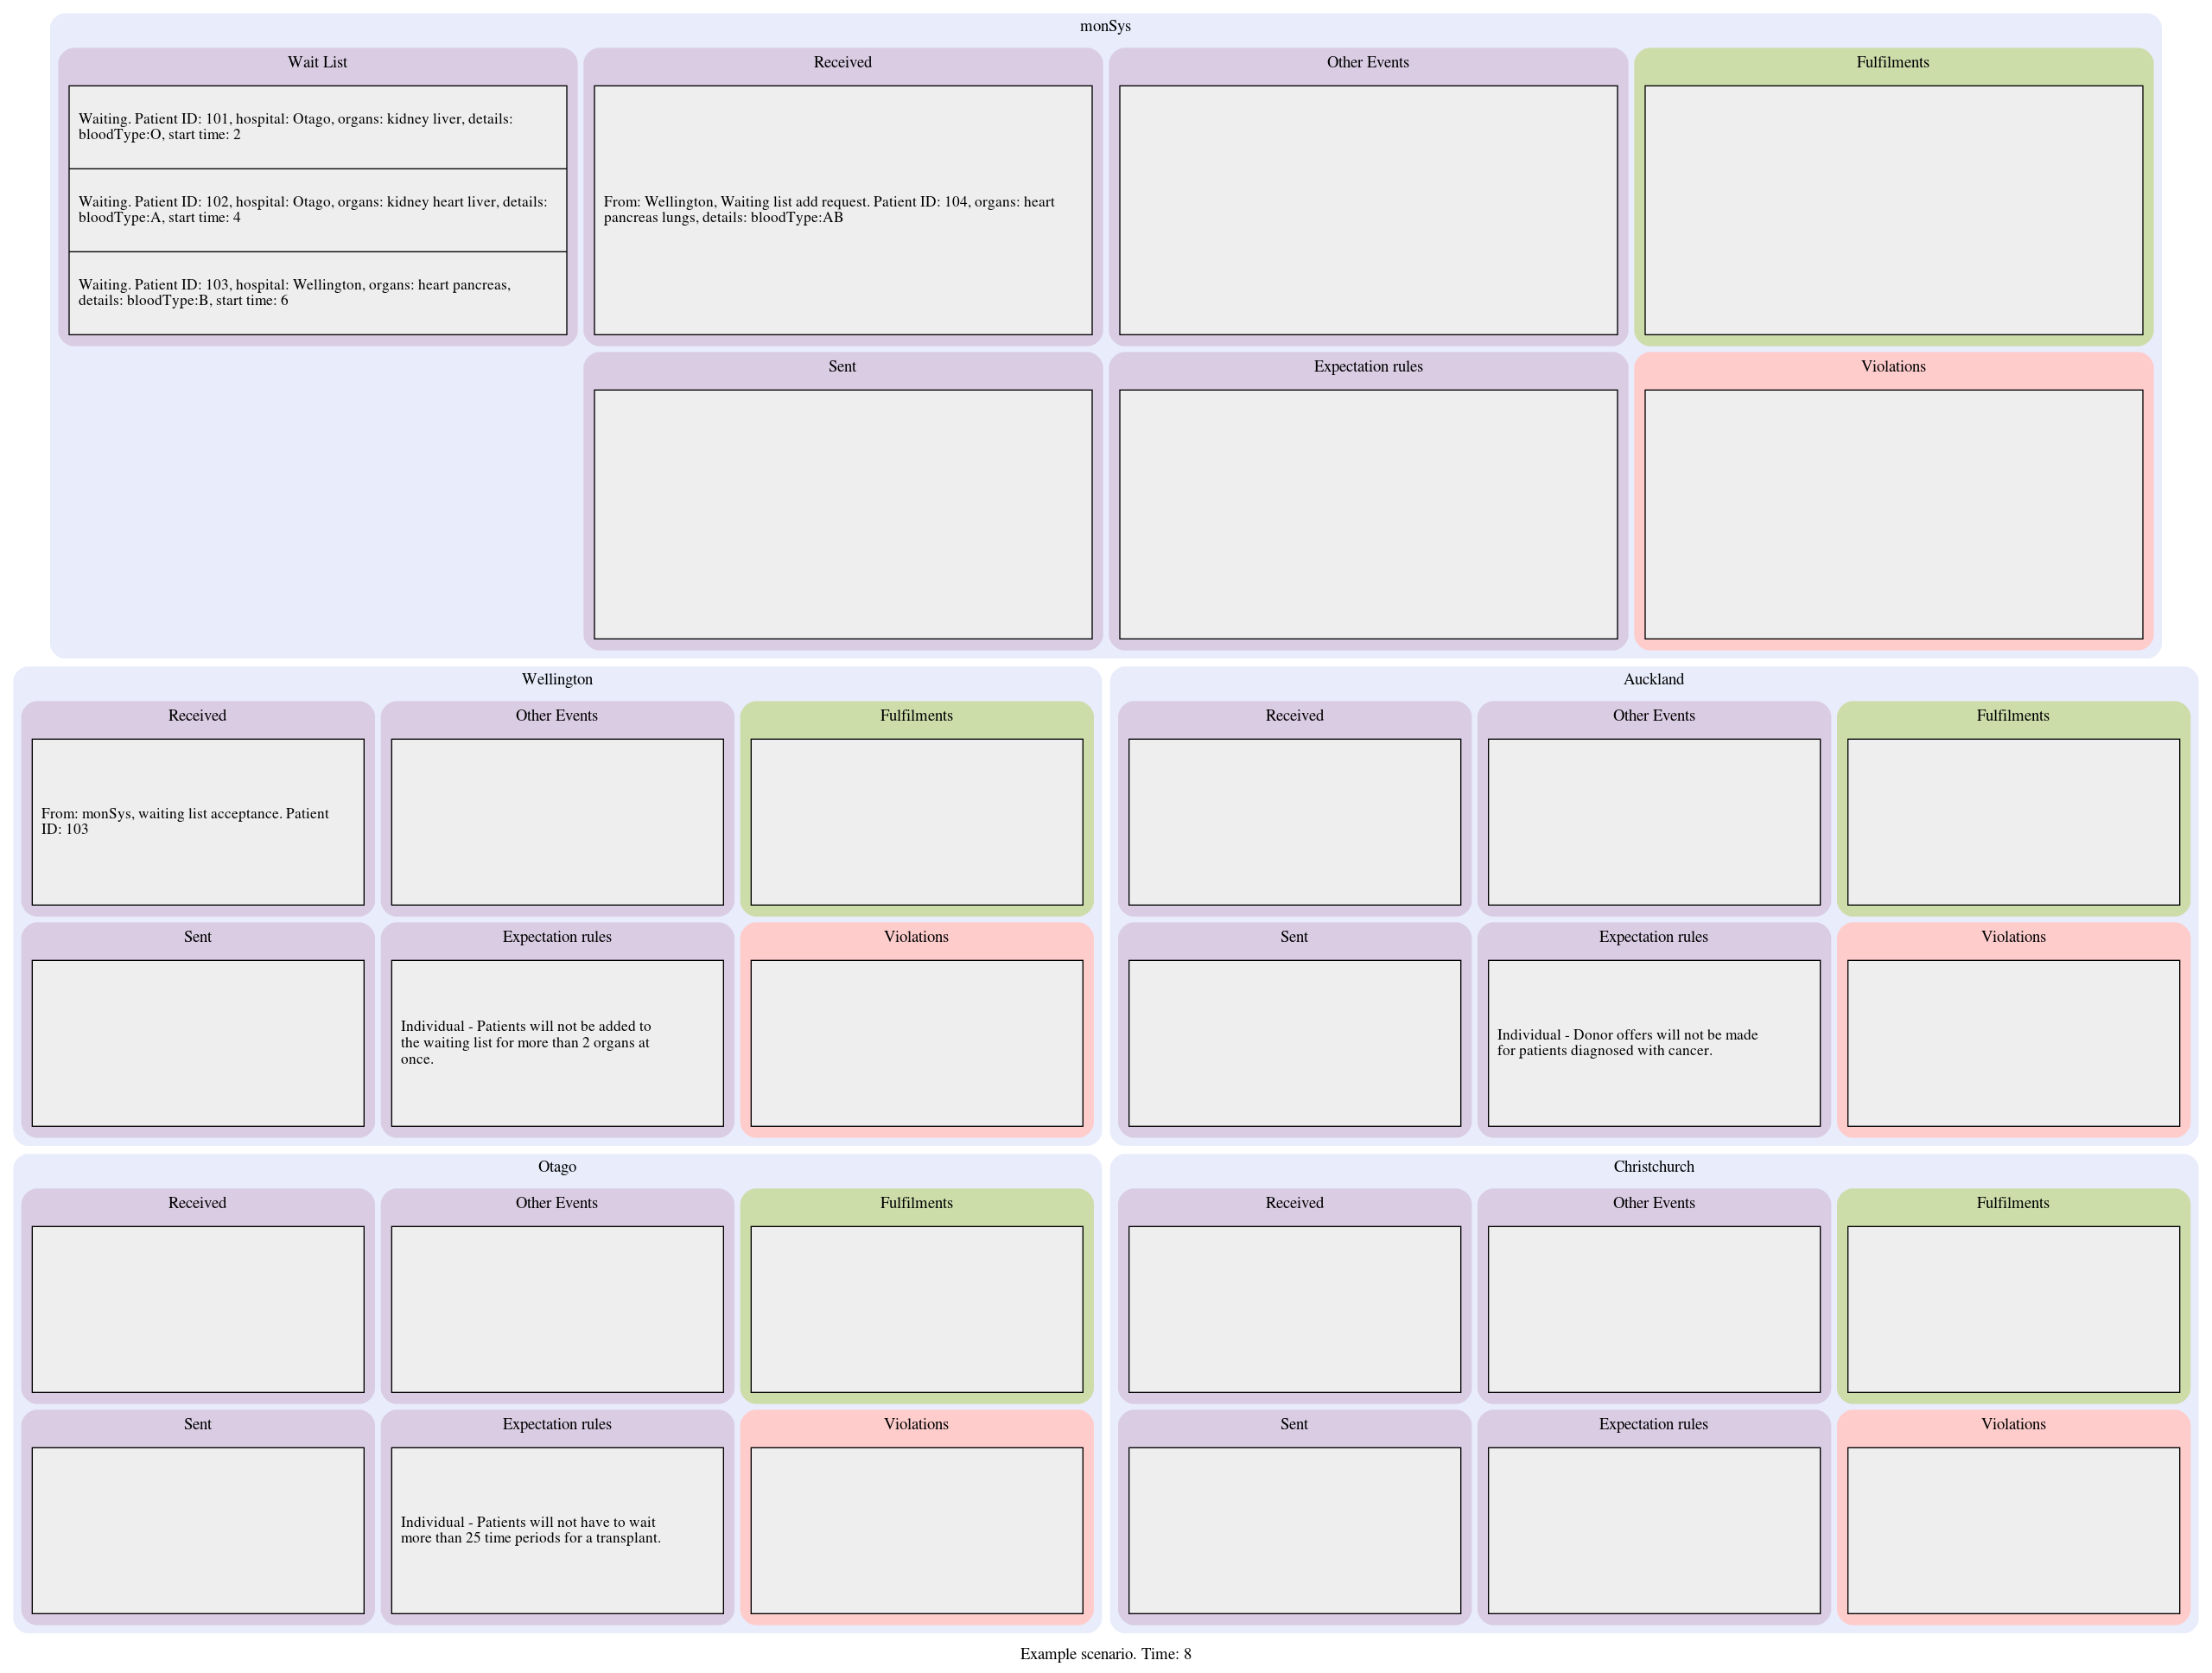 monSys
Wait List
Waiting. Patient ID: 101, hospital: Otago, organs: kidney liver, details:
bloodType:O, start time: 2
Waiting. Patient ID: 102, hospital: Otago, organs: kidney heart liver, details:
bloodType:A, start time: 4
Waiting. Patient ID: 103, hospital: Wellington, organs: heart pancreas,
details: bloodType:B, start time: 6
Received
From: Wellington, Waiting list add request. Patient ID: 104, organs: heart
pancreas lungs, details: bloodType:AB
Other Events
Fulfilments
Sent
Expectation rules
Violations
Wellington
Received
From: monSys, waiting list acceptance. Patient
ID: 103
Other Events
Fulfilments
Sent
Expectation rules
Individual - Patients will not be added to
the waiting list for more than 2 organs at
once.
Violations
Auckland
Received
Other Events
Fulfilments
Sent
Expectation rules
Individual - Donor offers will not be made
for patients diagnosed with cancer.
Violations
Otago
Received
Other Events
Fulfilments
Sent
Expectation rules
Individual - Patients will not have to wait
more than 25 time periods for a transplant.
Violations
Christchurch
Received
Other Events
Fulfilments
Sent
Expectation rules
Violations
Example scenario. Time: 8